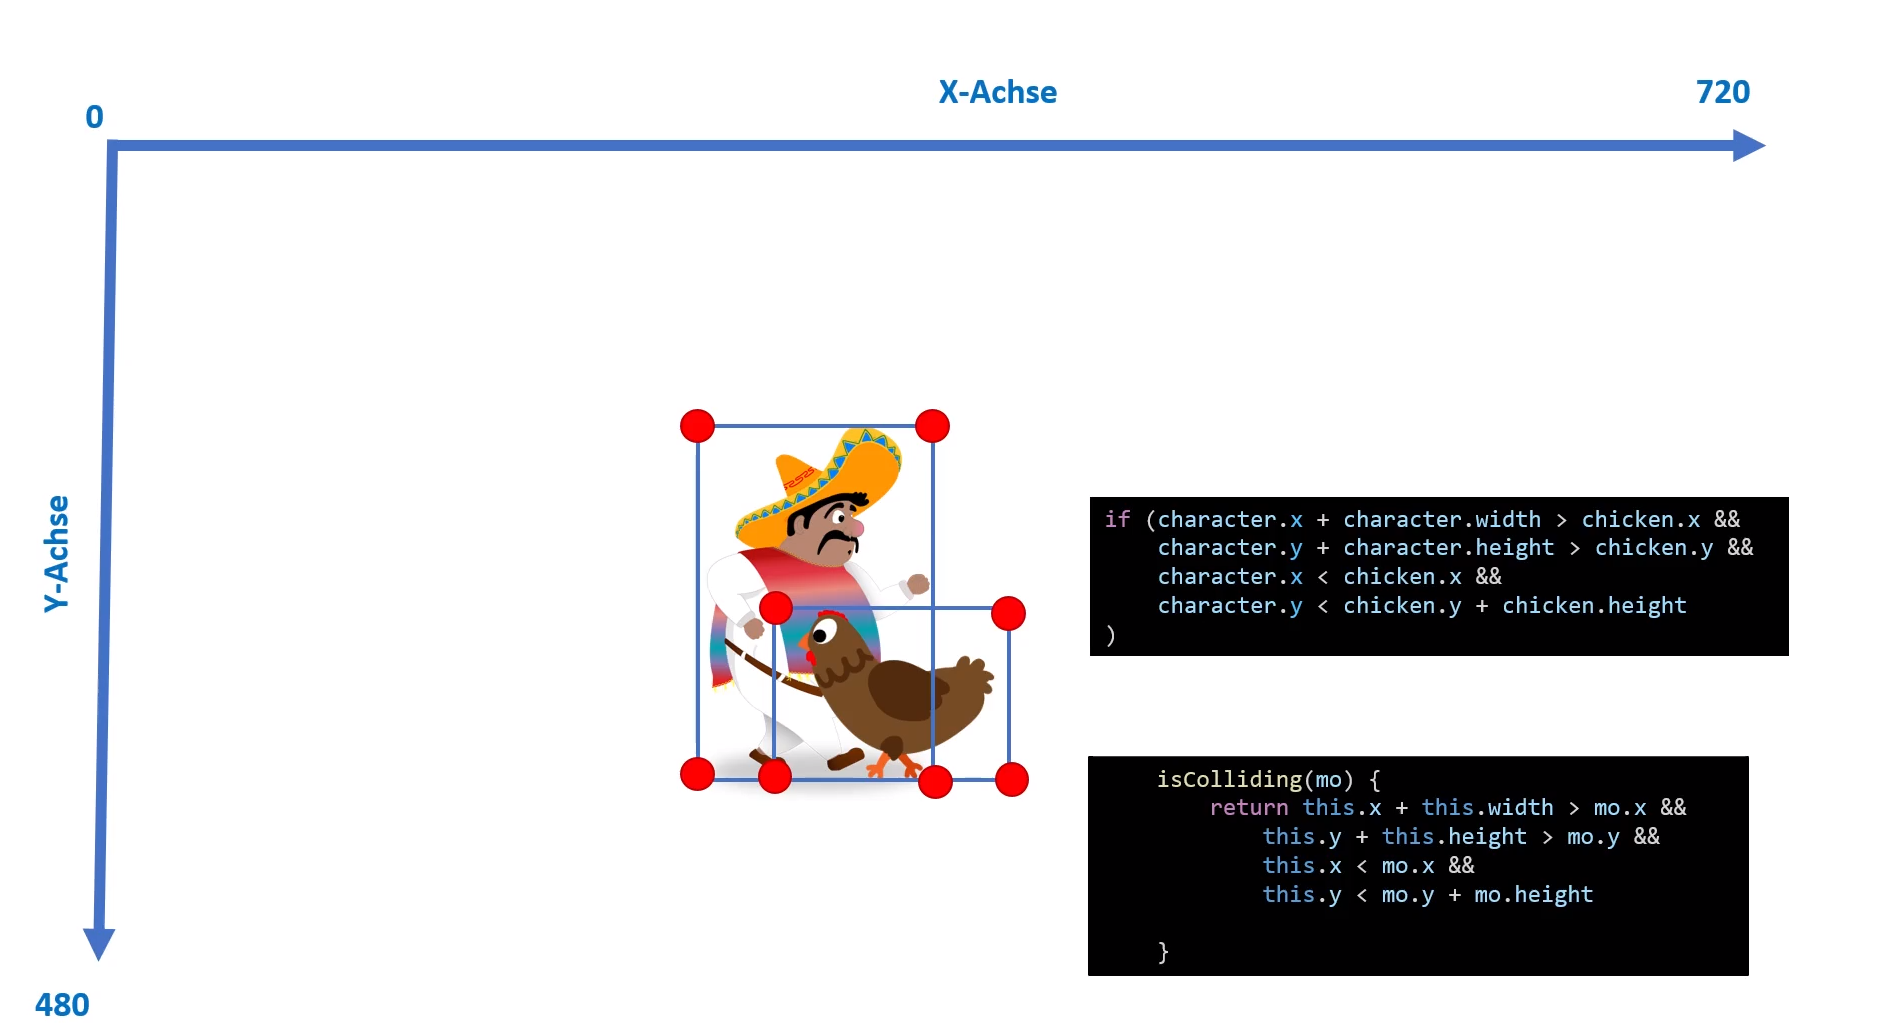 X-Achse
720
0
Y-Achse
480
if (character.x + character.width > chicken.x &&
    character.y + character.height > chicken.y &&
    character.x < chicken.x &&
    character.y < chicken.y + chicken.height
)
isColliding(mo) {
    return this.x + this.width > mo.x &&
        this.y + this.height > mo.y &&
        this.x < mo.x &&
        this.y < mo.y + mo.height
}